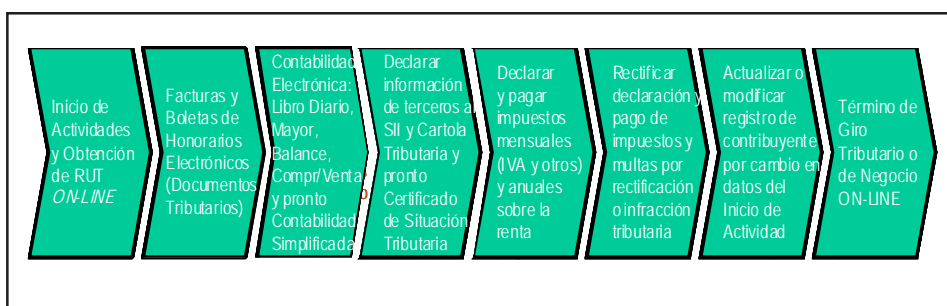 Inicio de
Actividades
y Obtención
de RUT
ON-LINE
Facturas y
Boletas de
Honorarios
Electrónicos
(Documentos
Tributarios)
Contabilidad
Electrónica:
Libro Diario,
Mayor,
Balance,
Compr/Venta
y pronto
Contabilidad
Simplificada
Declarar
información
de terceros a
SII y Cartola
Tributaria y
pronto
Certificado
de Situación
Tributaria
Declarar
y pagar
impuestos
mensuales
(IVA y otros)
y anuales
sobre la
renta
Rectificar
declaración y
pago de
impuestos y
multas por
rectificación
o infracción
tributaria
Actualizar o
modificar
registro de
contribuyente
por cambio en
datos del
Inicio de
Actividad
Término de
Giro
Tributario o
de Negocio
ON-LINE